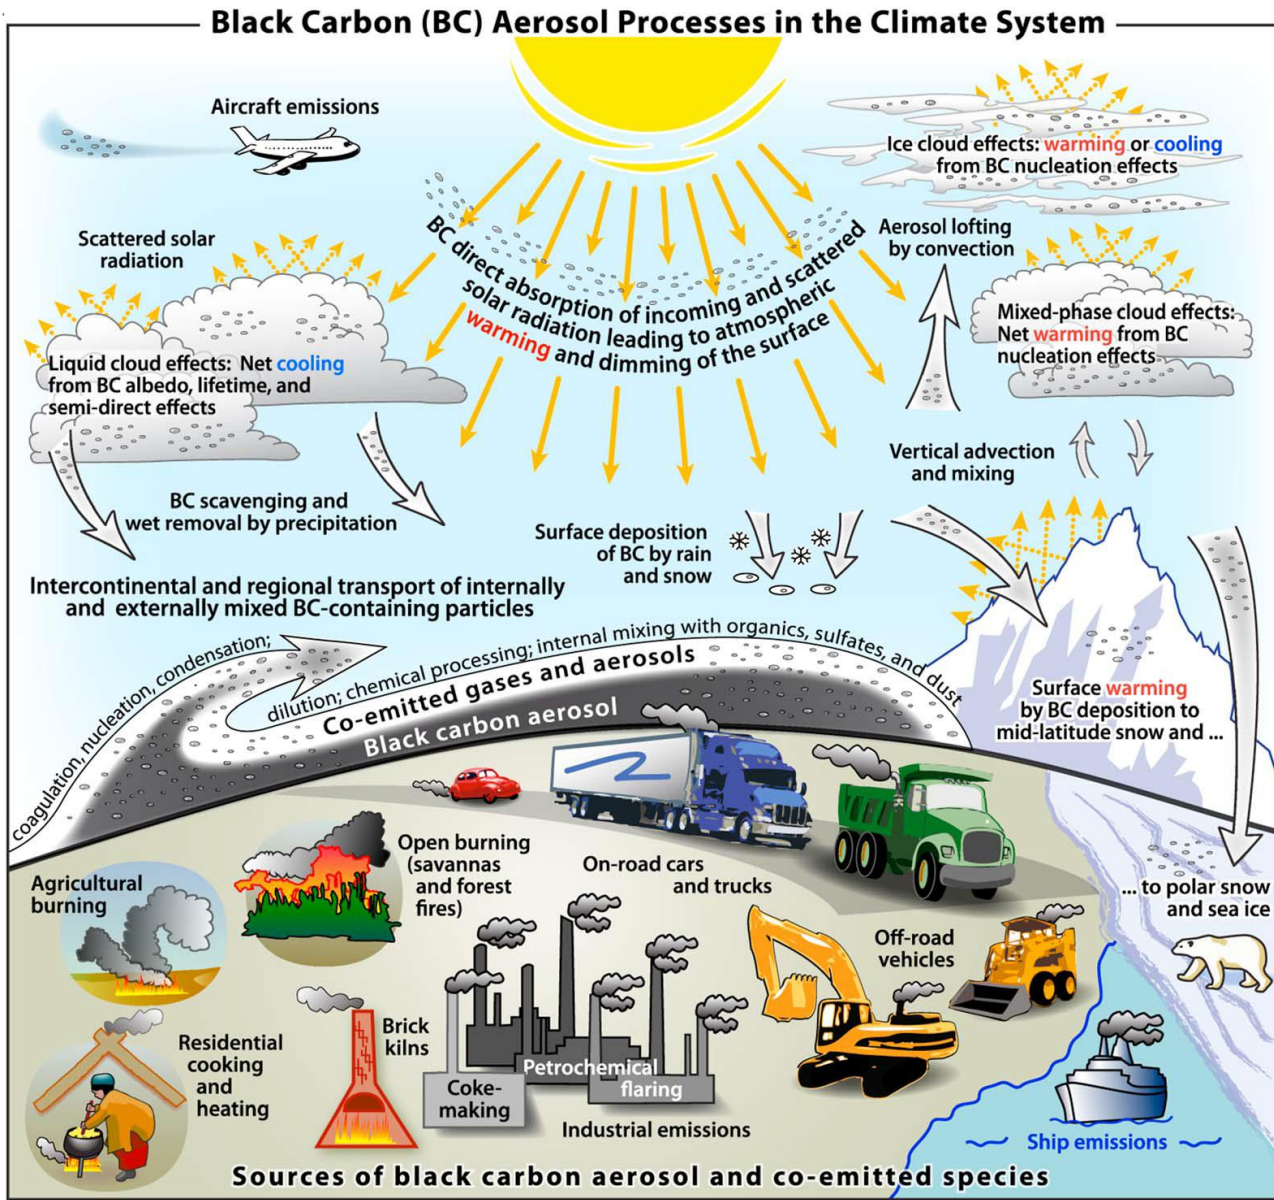 Black Carbon (BC) Aerosol Processes in the Climate System
Aircraft emissions
Ice cloud effects: warming or cooling
from BC nucleation effects
Scattered solar
radiation
BC direct absorption of incoming and scattered
solar radiation leading to atmospheric
warming and dimming of the surface
Aerosol lofting
by convection
Mixed-phase cloud effects:
Net warming from BC
nucleation effects
Liquid cloud effects: Net cooling
from BC albedo, lifetime, and
semi-direct effects
Vertical advection
and mixing
BC scavenging and
wet removal by precipitation
Surface deposition
of BC by rain
and snow
Intercontinental and regional transport of internally
and externally mixed BC-containing particles
coagulation, nucleation, condensation;
dilution; chemical processing; internal mixing with organics, sulfates, and dust
Co-emitted gases and aerosols
Black carbon aerosol
Surface warming
by BC deposition to
mid-latitude snow and ...
... to polar snow
and sea ice
Agricultural
burning
Open burning
(savannas
and forest
fires)
On-road cars
and trucks
Off-road
vehicles
Residential
cooking
and
heating
Brick
kilns
Coke-
making
Petrochemical
flaring
Industrial emissions
Ship emissions
Sources of black carbon aerosol and co-emitted species